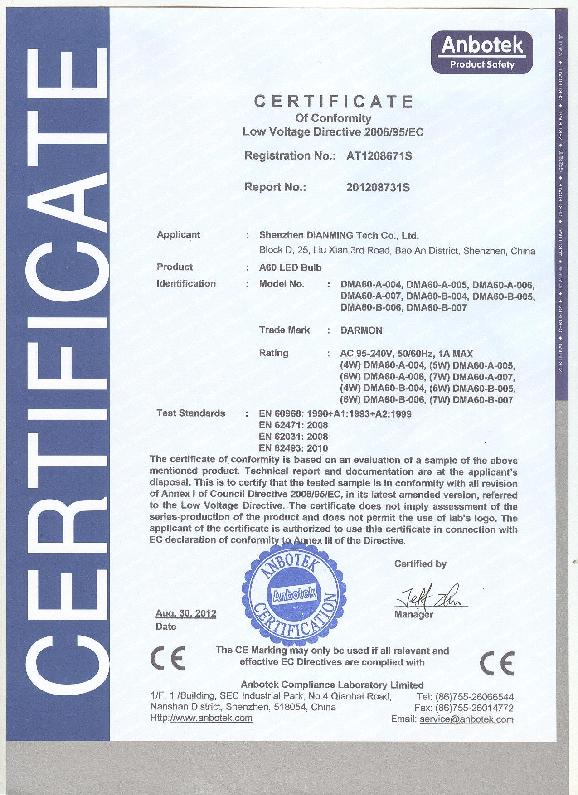 CERTIFICATE
Anbotek
Product Safety
CERTIFICATE
Of Conformity
Low Voltage Directive 2006/95/EC
Registration No.: AT1208671S
Report No.: 201208731S
Applicant : Shenzhen DIANMING Tech Co., Ltd.
Block D, 25, Liu Xian 3rd Road, Bao An District, Shenzhen, China
Product : A60 LED Bulb
Identification : Model No. : DMA60-A-004, DMA60-A-005, DMA60-A-006,
DMA60-A-007, DMA60-B-004, DMA60-B-005,
DMA60-B-006, DMA60-B-007
Trade Mark : DARMON
Rating : AC 95-240V, 50/60Hz, 1A MAX
(4W) DMA60-A-004, (5W) DMA60-A-005,
(6W) DMA60-A-006, (7W) DMA60-A-007,
(4W) DMA60-B-004, (6W) DMA60-B-005,
(6W) DMA60-B-006, (7W) DMA60-B-007
Test Standards : EN 60968: 1990+A1:1993+A2:1999
EN 62471: 2008
EN 62031: 2008
EN 62493: 2010
The certificate of conformity is based on an evaluation of a sample of the above
mentioned product. Technical report and documentation are at the applicant's
disposal. This is to certify that the tested sample is in conformity with all revision
of Annex I of Council Directive 2006/95/EC, in its latest amended version, referred
to the Low Voltage Directive. The certificate does not imply assessment of the
series-production of the product and does not permit the use of lab's logo. The
applicant of the certificate is authorized to use this certificate in connection with
EC declaration of conformity to Annex III of the Directive.
ANBOTEK
Anbotek
CERTIFICATION
Certified by
Manager
Aug. 30, 2012
Date
CE
The CE Marking may only be used if all relevant and
effective EC Directives are complied with
CE
Anbotek Compliance Laboratory Limited
1/F, 1 /Building, SEC Industrial Park, No.4 Qianhai Road,
Nanshan District, Shenzhen, 518054, China
Http://www.anbotek.com
Tel: (86)755-26066544
Fax: (86)755-26014772
Email: service@anbotek.com